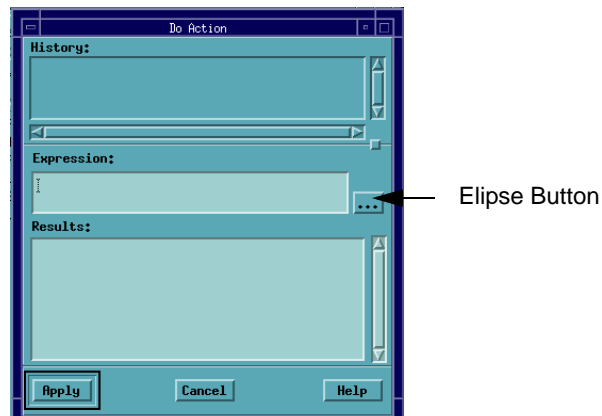 Do Action
History:
Expression:
...
Elipse Button
Results:
Apply
Cancel
Help